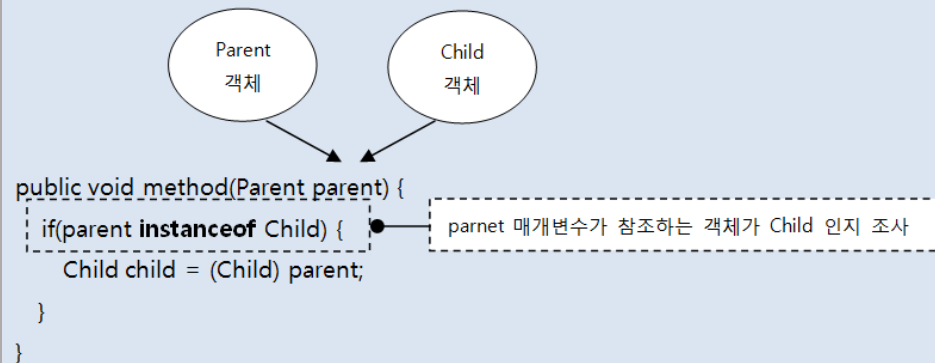 Parent
객체
Child
객체
public void method(Parent parent) {
if(parent instanceof Child) {
parnet 매개변수가 참조하는 객체가 Child 인지 조사
Child child = (Child) parent;
}
}